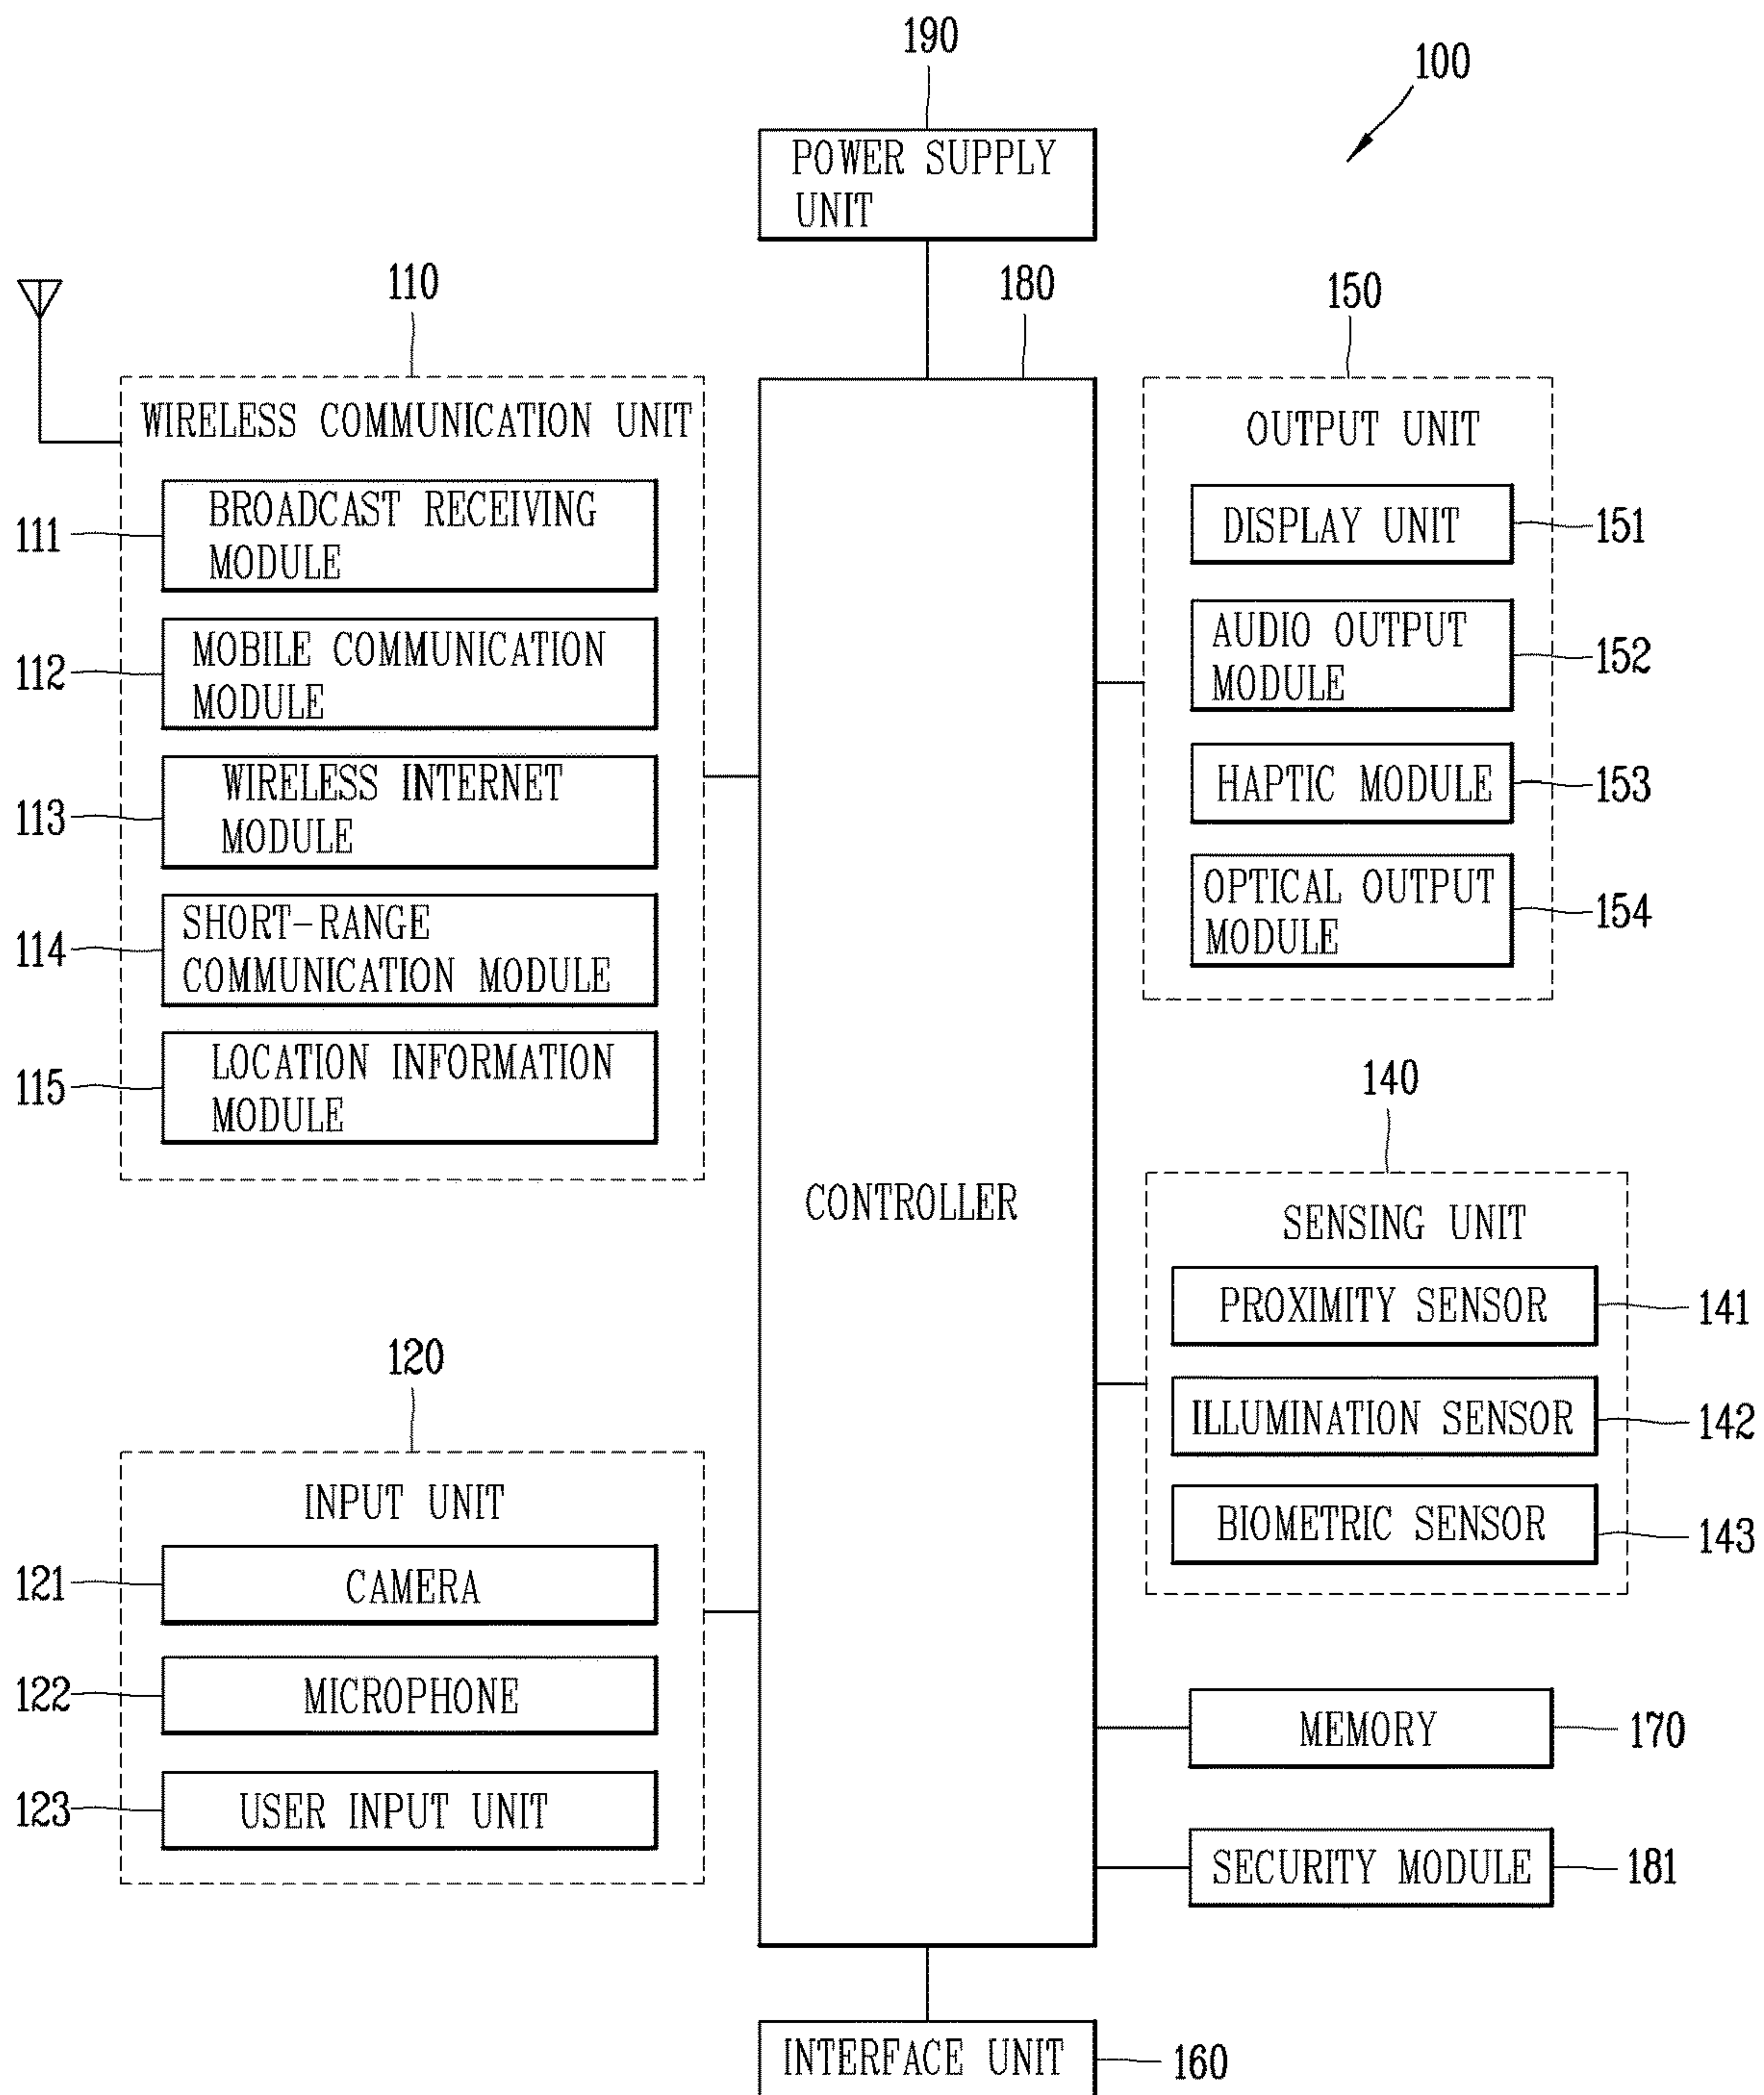 190
100
POWER SUPPLY
UNIT
110
180
150
WIRELESS COMMUNICATION UNIT
111
BROADCAST RECEIVING
MODULE
112
MOBILE COMMUNICATION
MODULE
113
WIRELESS INTERNET
MODULE
114
SHORT-RANGE
COMMUNICATION MODULE
115
LOCATION INFORMATION
MODULE
OUTPUT UNIT
DISPLAY UNIT
151
AUDIO OUTPUT
MODULE
152
HAPTIC MODULE
153
OPTICAL OUTPUT
MODULE
154
CONTROLLER
140
SENSING UNIT
PROXIMITY SENSOR
141
ILLUMINATION SENSOR
142
BIOMETRIC SENSOR
143
120
INPUT UNIT
121
CAMERA
122
MICROPHONE
123
USER INPUT UNIT
MEMORY
170
SECURITY MODULE
181
INTERFACE UNIT
160